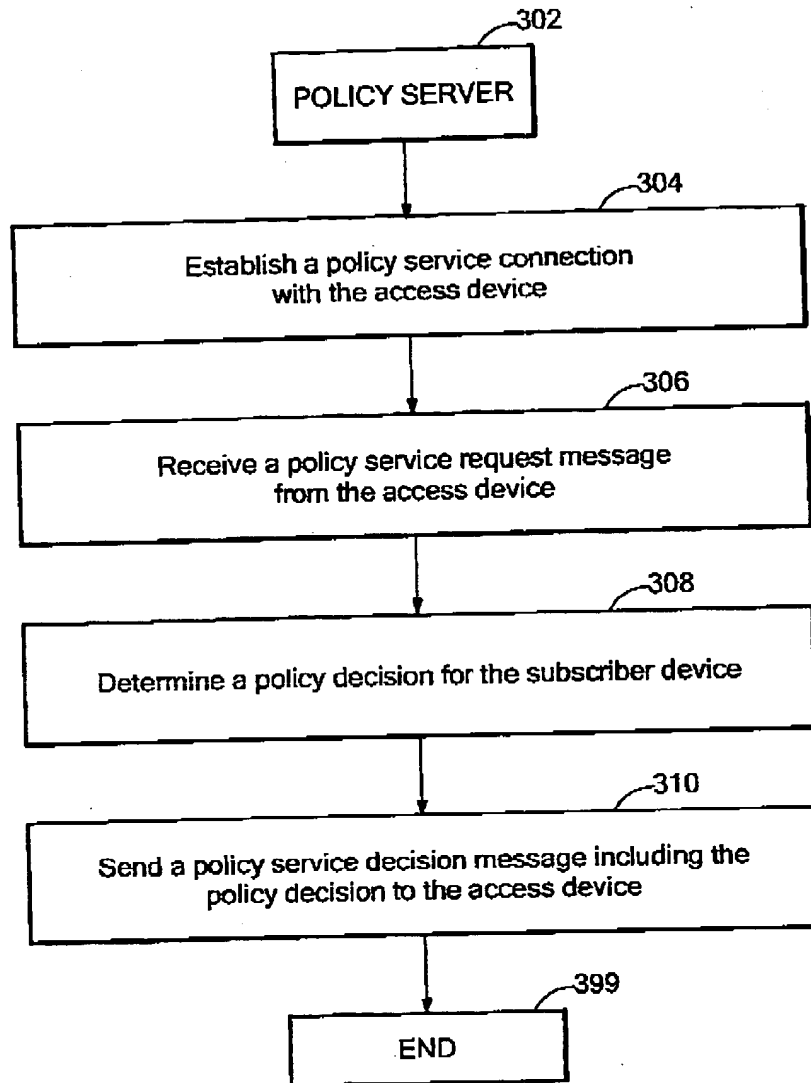 302
POLICY SERVER
304
Establish a policy service connection
with the access device
306
Receive a policy service request message
from the access device
308
Determine a policy decision for the subscriber device
310
Send a policy service decision message including the
policy decision to the access device
399
END